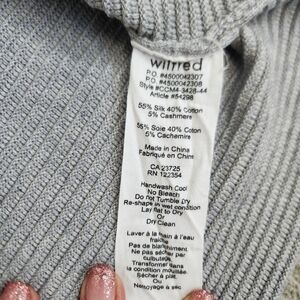 wilfred
P.O. #4500042307
P.O. #4500042308
Style #CCM4-3428-44
Article #54298
55% Silk 40% Cotton
5% Cashmere
55% Soie 40% Coton
5% Cachemire
Made in China
Fabriqué en Chine
CA 23725
RN 122354
Handwash Cool
No Bleach
Do not Tumble Dry
Re-shape in wet condition
Lay flat to Dry
Or
Dry Clean
Laver à la main à l'eau
fraîche
Pas de blanchiment
Ne pas sécher par
culbutage
Transformer dans
la condition mouillée
Sécher à plat
Ou
Nettoyage à sec